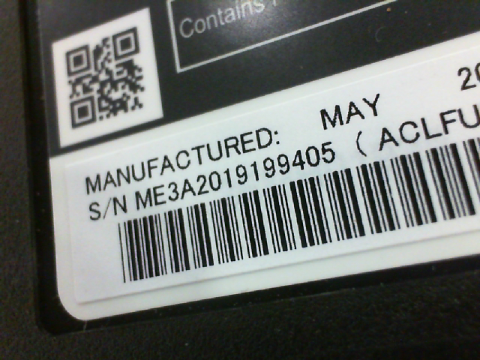 Contains
MANUFACTURED: MAY 20
S/N ME3A2019199405 ( ACLFU